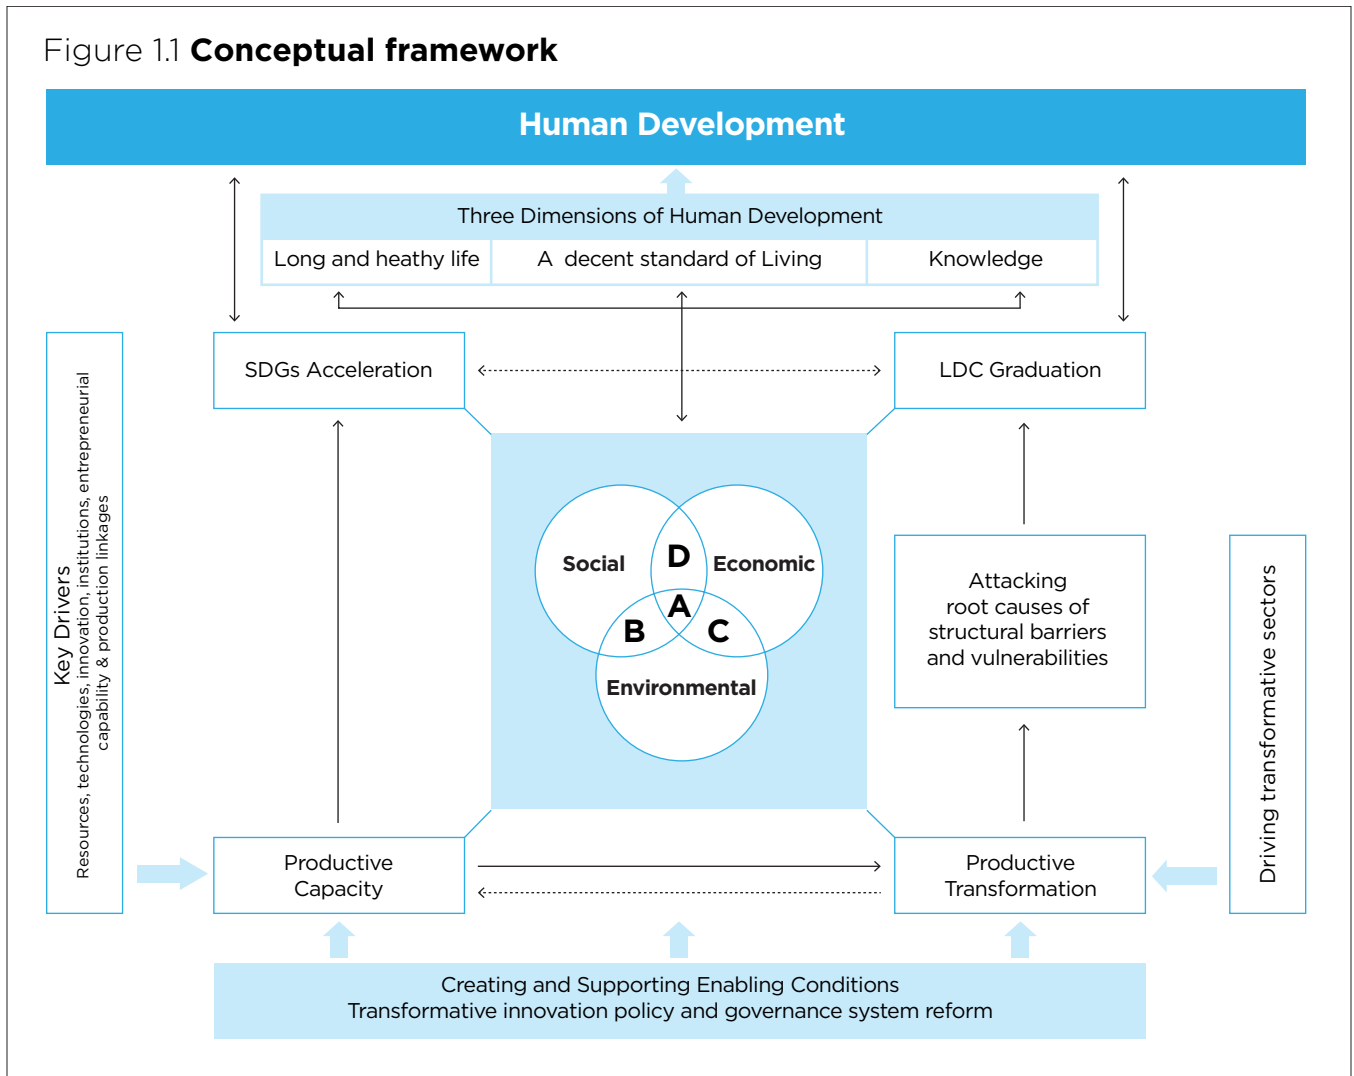 Figure 1.1 Conceptual framework
Human Development
Three Dimensions of Human Development
Long and heathy life
A decent standard of Living
Knowledge
SDGs Acceleration
LDC Graduation
Key Drivers
Resources, technologies, innovation, institutions, entrepreneurial
capability & production linkages
Social
D
Economic
A
B
C
Environmental
Attacking
root causes of
structural barriers
and vulnerabilities
Driving transformative sectors
Productive
Capacity
Productive
Transformation
Creating and Supporting Enabling Conditions
Transformative innovation policy and governance system reform